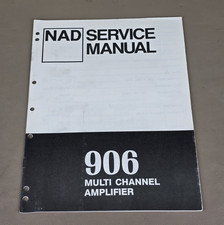 NAD SERVICE
MANUAL
906
MULTI CHANNEL
AMPLIFIER